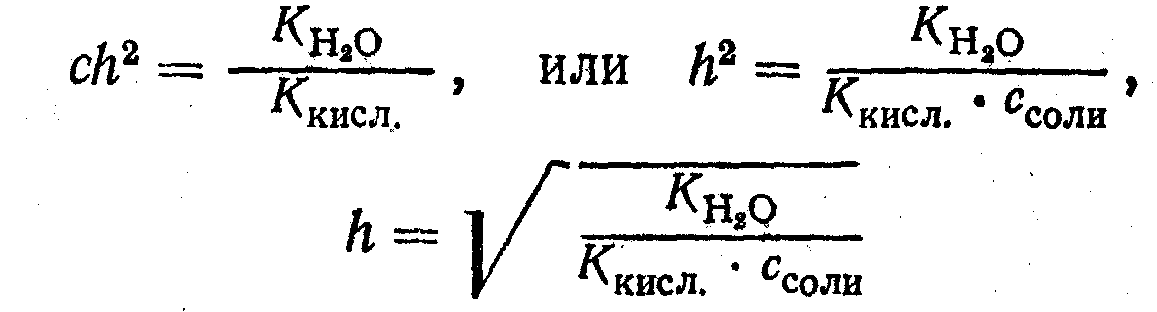 ch² = K_H₂O / K_кисл. , или h² = K_H₂O / K_кисл. · c_соли ,
h = √ K_H₂O / K_кисл. · c_соли